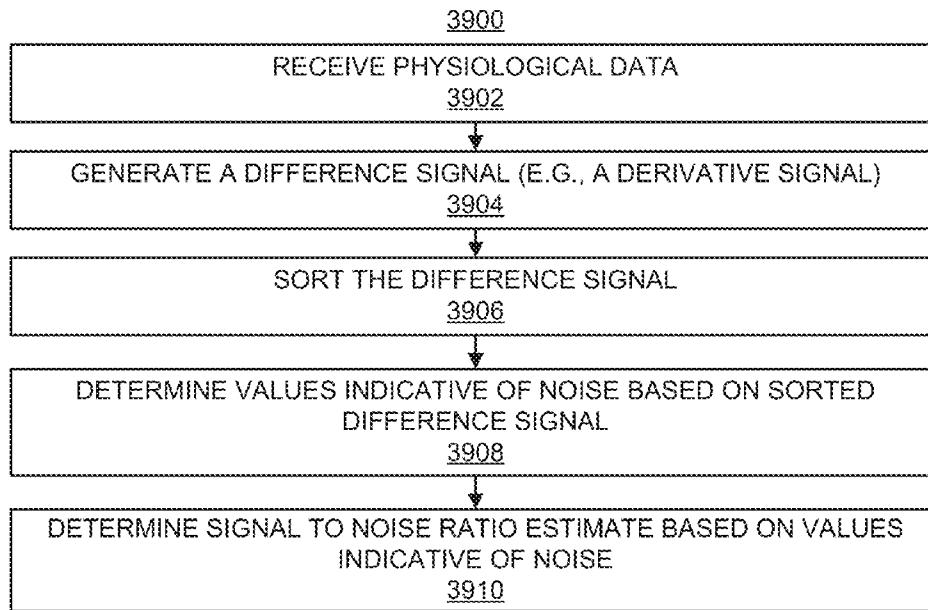 3900
RECEIVE PHYSIOLOGICAL DATA
3902
GENERATE A DIFFERENCE SIGNAL (E.G., A DERIVATIVE SIGNAL)
3904
SORT THE DIFFERENCE SIGNAL
3906
DETERMINE VALUES INDICATIVE OF NOISE BASED ON SORTED
DIFFERENCE SIGNAL
3908
DETERMINE SIGNAL TO NOISE RATIO ESTIMATE BASED ON VALUES
INDICATIVE OF NOISE
3910